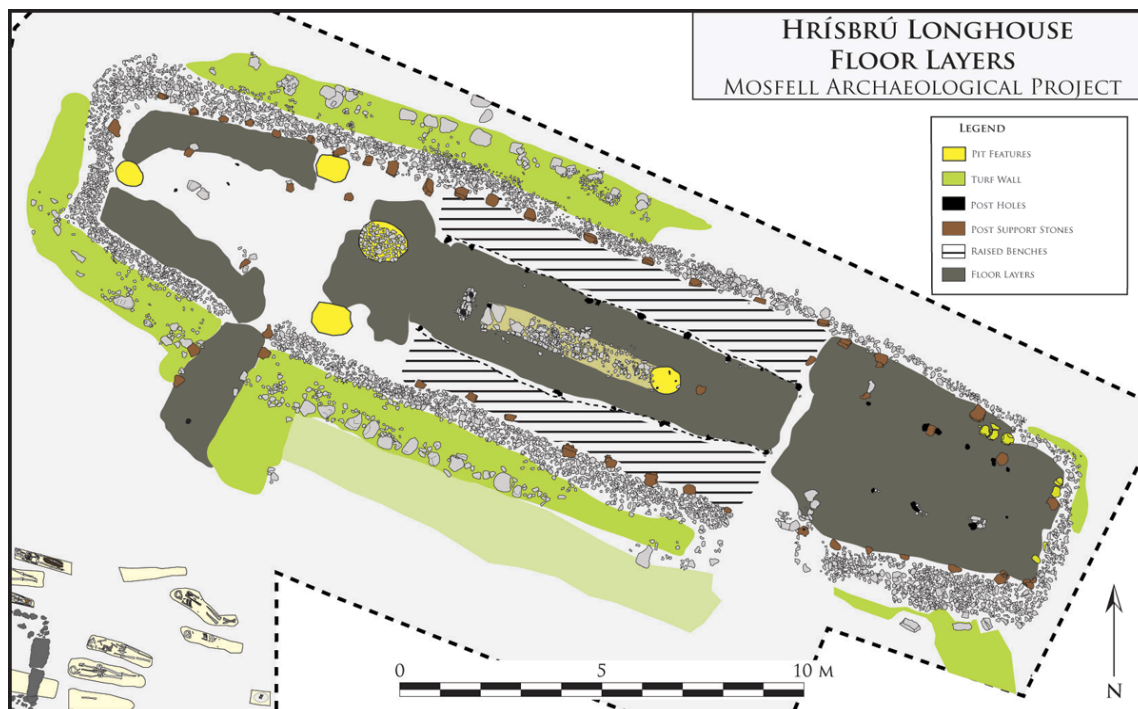 HRÍSBRÚ LONGHOUSE
FLOOR LAYERS
MOSFELL ARCHAEOLOGICAL PROJECT
LEGEND
PIT FEATURES
TURF WALL
POST HOLES
POST SUPPORT STONES
RAISED BENCHES
FLOOR LAYERS
0 5 10 M
N